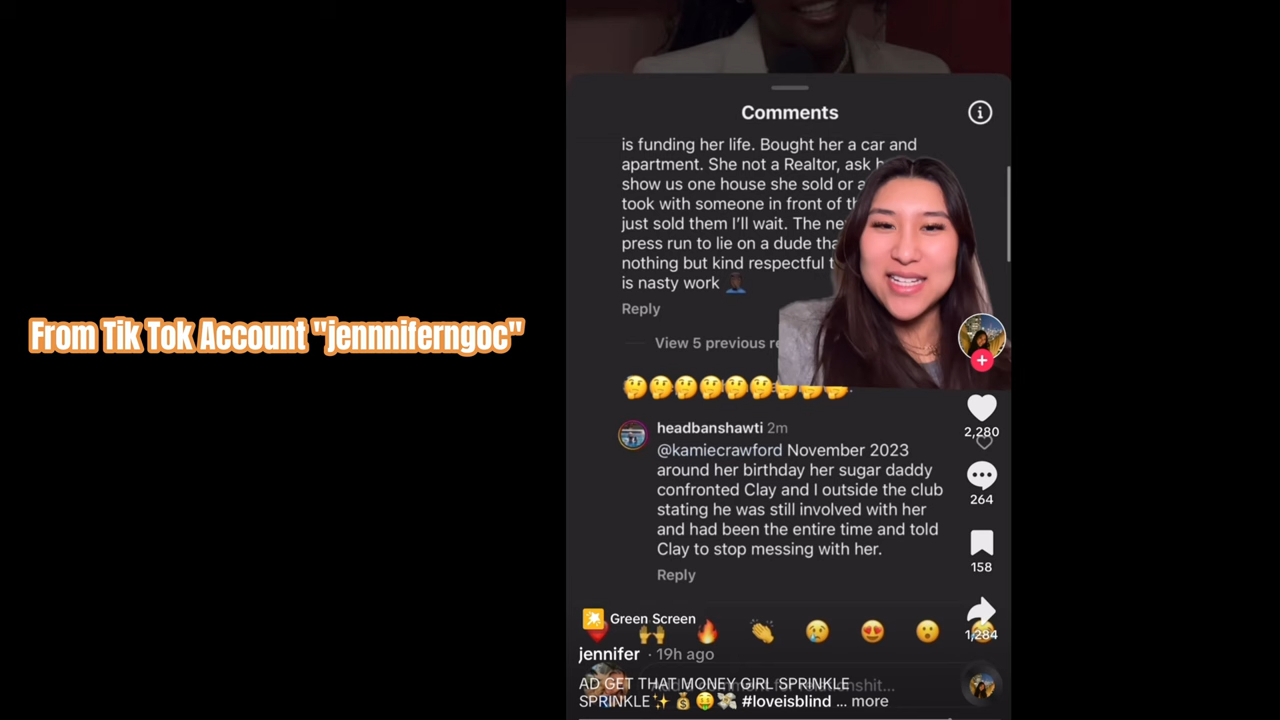 Comments
is funding her life. Bought her a car and
apartment. She not a Realtor, ask
show us one house she sold or
took with someone in front of
just sold them I'll wait. The
press run to lie on a dude
nothing but kind respectful
is nasty work
Reply
View 5 previous
From Tik Tok Account "jennniferngoc"
headbanshawti 2m
@kamiecrawford November 2023
around her birthday her sugar daddy
confronted Clay and I outside the club
stating he was still involved with her
and had been the entire time and told
Clay to stop messing with her.
Reply
2,280
264
158
1,284
Green Screen
jennifer · 19h ago
AD GET THAT MONEY GIRL SPRINKLE
SPRINKLE✨💰🤑💸 #loveisblind ... more